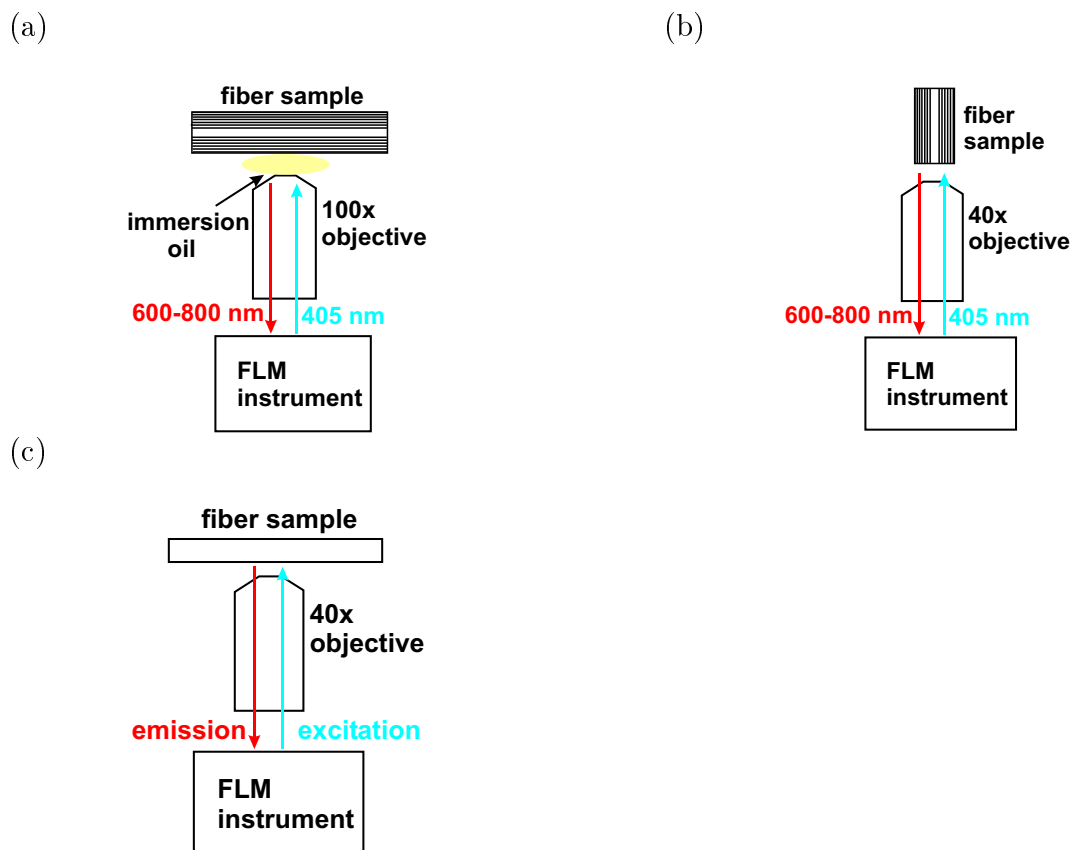 (a)
fiber sample
immersion
oil
100x
objective
600-800 nm
405 nm
FLM
instrument
(b)
fiber
sample
40x
objective
600-800 nm
405 nm
FLM
instrument
(c)
fiber sample
40x
objective
emission
excitation
FLM
instrument